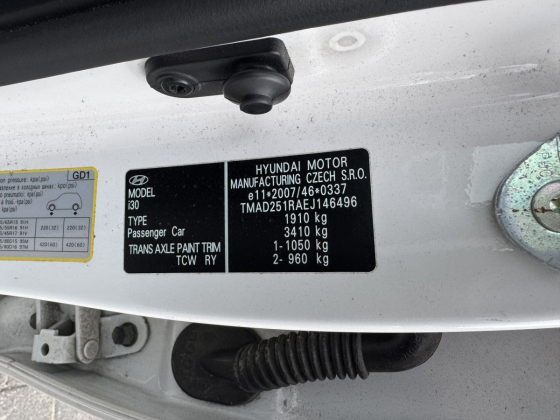 GD1
HYUNDAI
MODEL
i30
TYPE
Passenger Car
TRANS AXLE PAINT TRIM
TCW RY
HYUNDAI MOTOR
MANUFACTURING CZECH S.R.O.
e11*2007/46*0337
TMAD251RAEJ146496
1910 kg
3410 kg
1-1050 kg
2- 960 kg